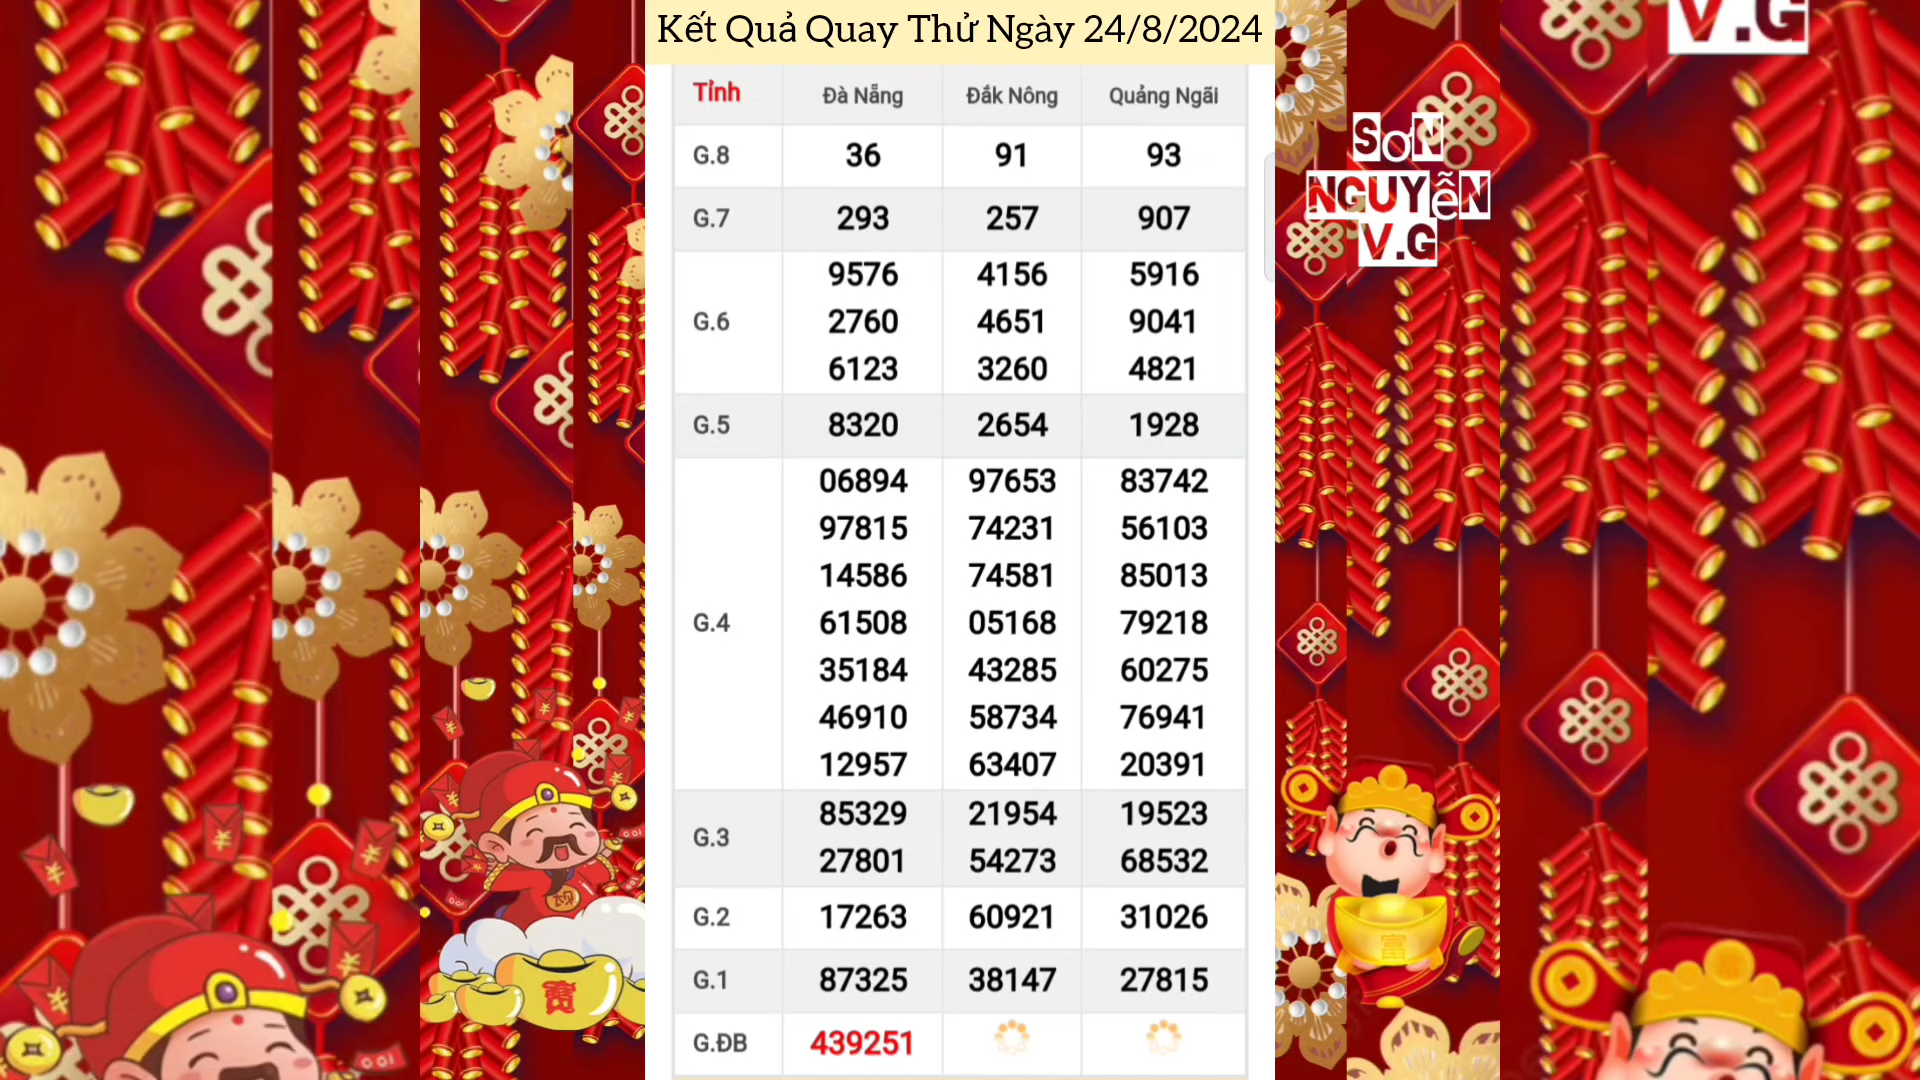 Kết Quả Quay Thử Ngày 24/8/2024
V.G
SơN
NGUYễN
V.G
Tỉnh Đà Nẵng Đắk Nông Quảng Ngãi
G.8 36 91 93
G.7 293 257 907
9576 4156 5916
G.6 2760 4651 9041
6123 3260 4821
G.5 8320 2654 1928
06894 97653 83742
97815 74231 56103
14586 74581 85013
G.4 61508 05168 79218
35184 43285 60275
46910 58734 76941
12957 63407 20391
G.3
85329 21954 19523
27801 54273 68532
G.2 17263 60921 31026
G.1 87325 38147 27815
G.ĐB 439251